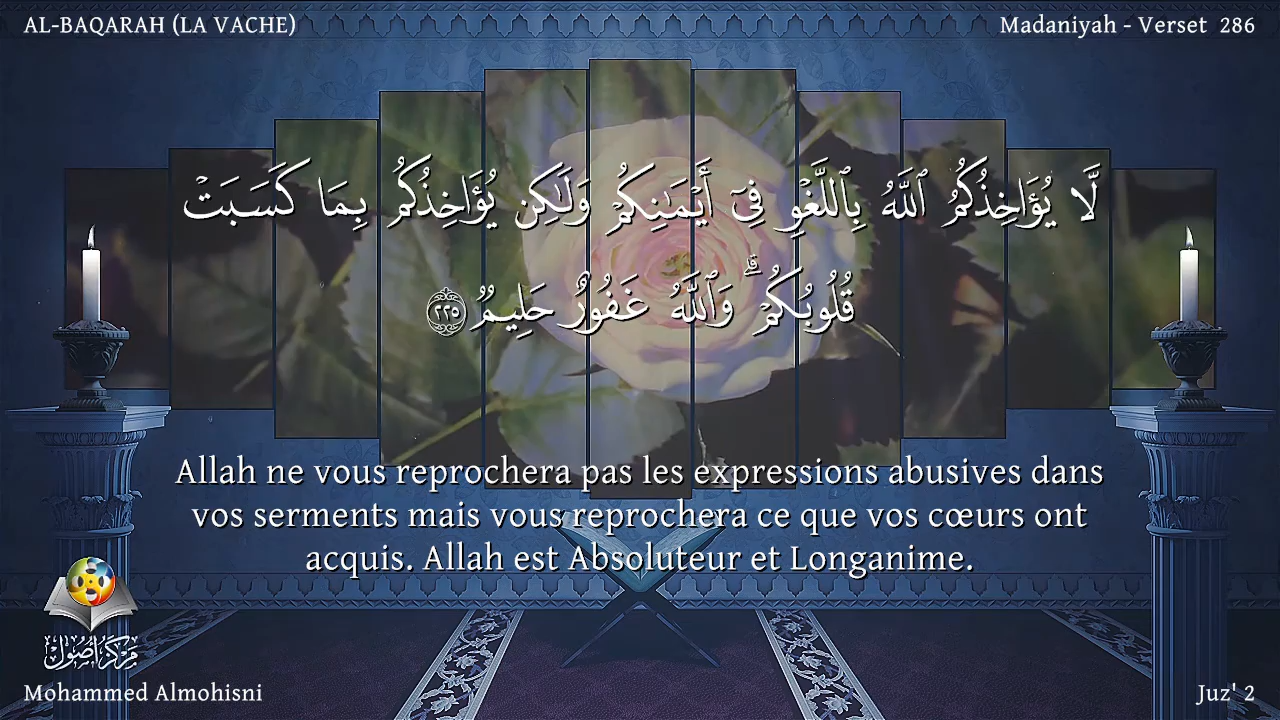 AL-BAQARAH (LA VACHE)
Madaniyah - Verset 286
لَّا يُؤَاخِذُكُمُ ٱللَّهُ بِٱللَّغْوِ فِىٓ أَيْمَـٰنِكُمْ وَلَـٰكِن يُؤَاخِذُكُم بِمَا كَسَبَتْ
قُلُوبُكُمْ ۗ وَٱللَّهُ غَفُورٌ حَلِيمٌ ٢٢٥
Allah ne vous reprochera pas les expressions abusives dans
vos serments mais vous reprochera ce que vos cœurs ont
acquis. Allah est Absoluteur et Longanime.
مركز أصول
Mohammed Almohisni
Juz' 2